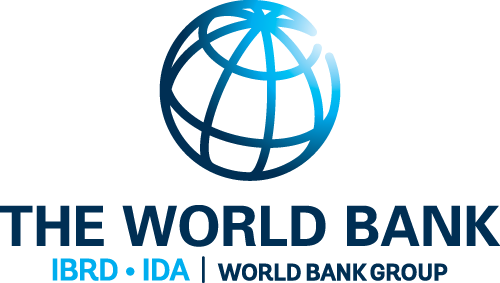 THE WORLD BANK
IBRD • IDA | WORLD BANK GROUP